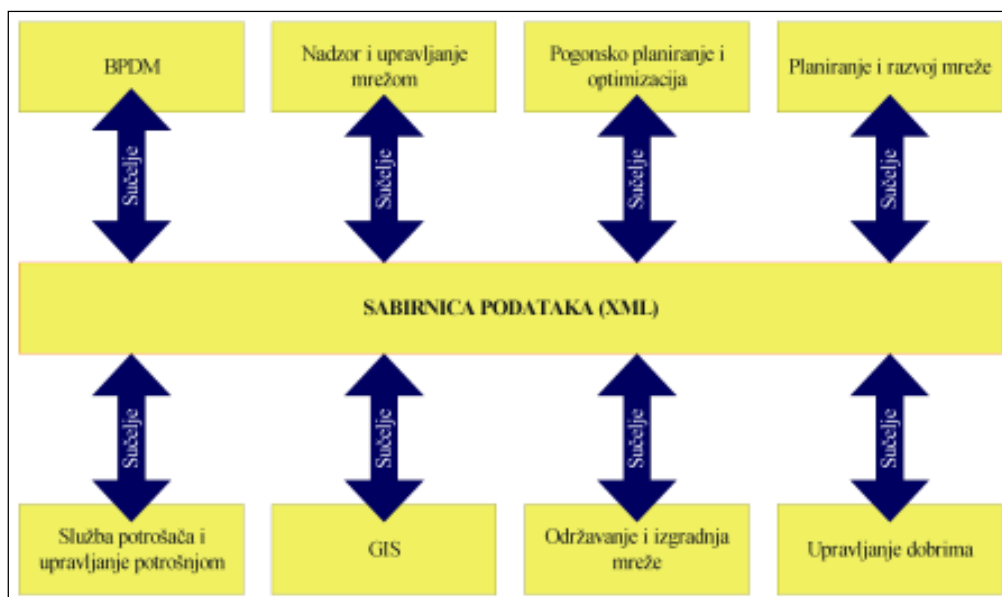 BPDM
Nadzor i upravljanje
mrežom
Pogonsko planiranje i
optimizacija
Planiranje i razvoj mreže
Sučelje
Sučelje
Sučelje
Sučelje
SABIRNICA PODATAKA (XML)
Sučelje
Sučelje
Sučelje
Sučelje
Služba potrošača i
upravljanje potrošnjom
GIS
Održavanje i izgradnja
mreže
Upravljanje dobrima